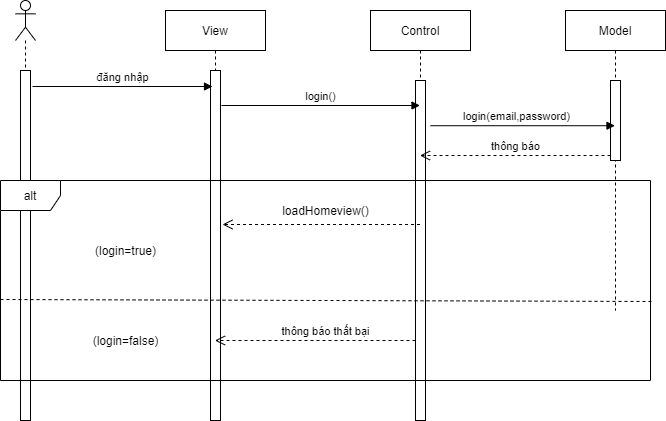 View
Control
Model
đăng nhập
login()
login(email,password)
thông báo
alt
loadHomeview()
(login=true)
thông báo thất bại
(login=false)